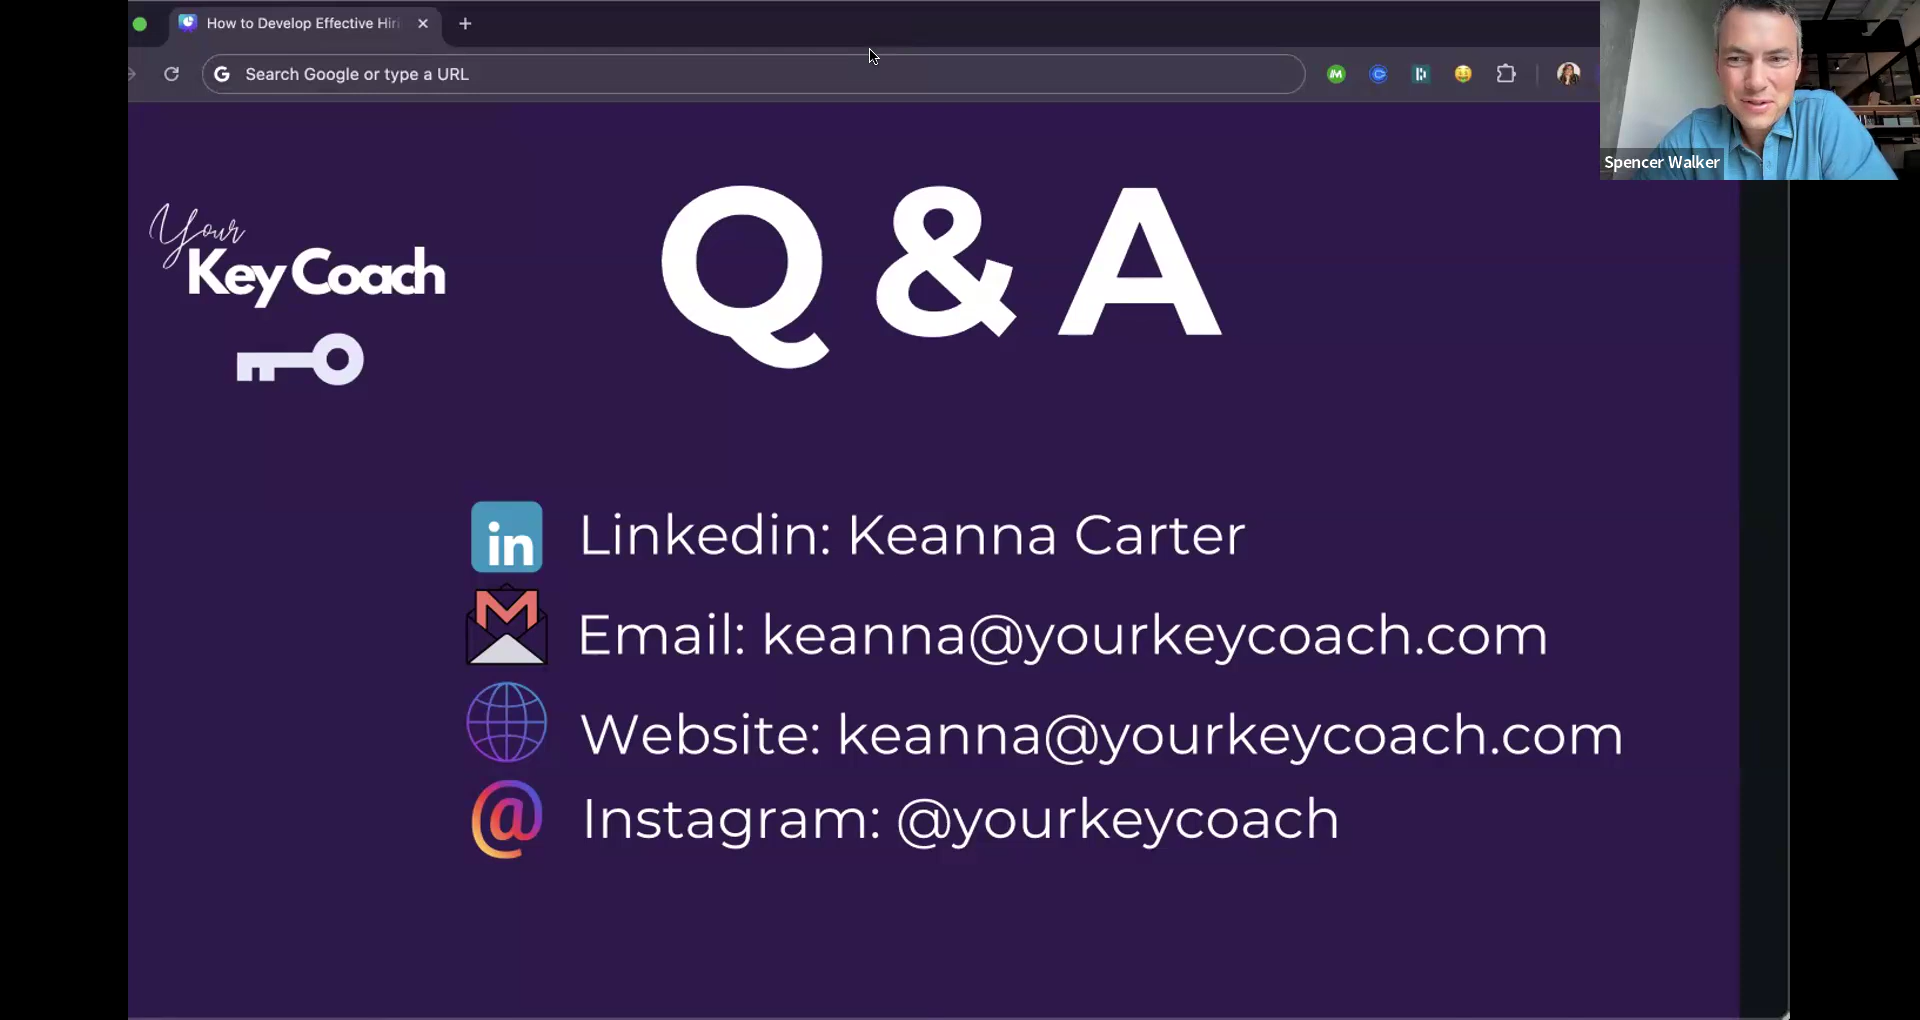 How to Develop Effective Hiri
Search Google or type a URL
Spencer Walker
Your
Key Coach
Q & A
in
Linkedin: Keanna Carter
Email: keanna@yourkeycoach.com
Website: keanna@yourkeycoach.com
@
Instagram: @yourkeycoach